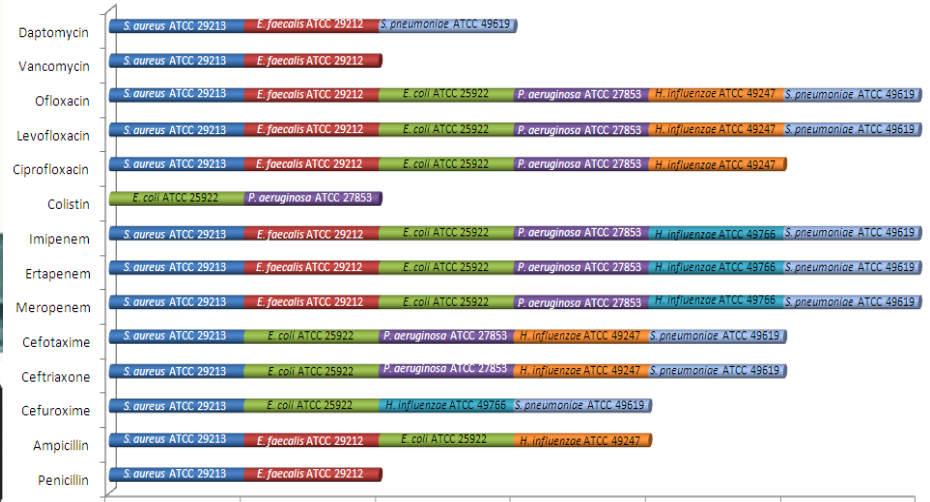 Daptomycin S. aureus ATCC 29213 E. faecalis ATCC 29212 S. pneumoniae ATCC 49619
Vancomycin S. aureus ATCC 29213 E. faecalis ATCC 29212
Ofloxacin S. aureus ATCC 29213 E. faecalis ATCC 29212 E. coli ATCC 25922 P. aeruginosa ATCC 27853 H. influenzae ATCC 49247 S. pneumoniae ATCC 49619
Levofloxacin S. aureus ATCC 29213 E. faecalis ATCC 29212 E. coli ATCC 25922 P. aeruginosa ATCC 27853 H. influenzae ATCC 49247 S. pneumoniae ATCC 49619
Ciprofloxacin S. aureus ATCC 29213 E. faecalis ATCC 29212 E. coli ATCC 25922 P. aeruginosa ATCC 27853 H. influenzae ATCC 49247
Colistin E. coli ATCC 25922 P. aeruginosa ATCC 27853
Imipenem S. aureus ATCC 29213 E. faecalis ATCC 29212 E. coli ATCC 25922 P. aeruginosa ATCC 27853 H. influenzae ATCC 49766 S. pneumoniae ATCC 49619
Ertapenem S. aureus ATCC 29213 E. faecalis ATCC 29212 E. coli ATCC 25922 P. aeruginosa ATCC 27853 H. influenzae ATCC 49766 S. pneumoniae ATCC 49619
Meropenem S. aureus ATCC 29213 E. faecalis ATCC 29212 E. coli ATCC 25922 P. aeruginosa ATCC 27853 H. influenzae ATCC 49766 S. pneumoniae ATCC 49619
Cefotaxime S. aureus ATCC 29213 E. coli ATCC 25922 P. aeruginosa ATCC 27853 H. influenzae ATCC 49247 S. pneumoniae ATCC 49619
Ceftriaxone S. aureus ATCC 29213 E. coli ATCC 25922 P. aeruginosa ATCC 27853 H. influenzae ATCC 49247 S. pneumoniae ATCC 49619
Cefuroxime S. aureus ATCC 29213 E. coli ATCC 25922 H. influenzae ATCC 49766 S. pneumoniae ATCC 49619
Ampicillin S. aureus ATCC 29213 E. faecalis ATCC 29212 E. coli ATCC 25922 H. influenzae ATCC 49247
Penicillin S. aureus ATCC 29213 E. faecalis ATCC 29212